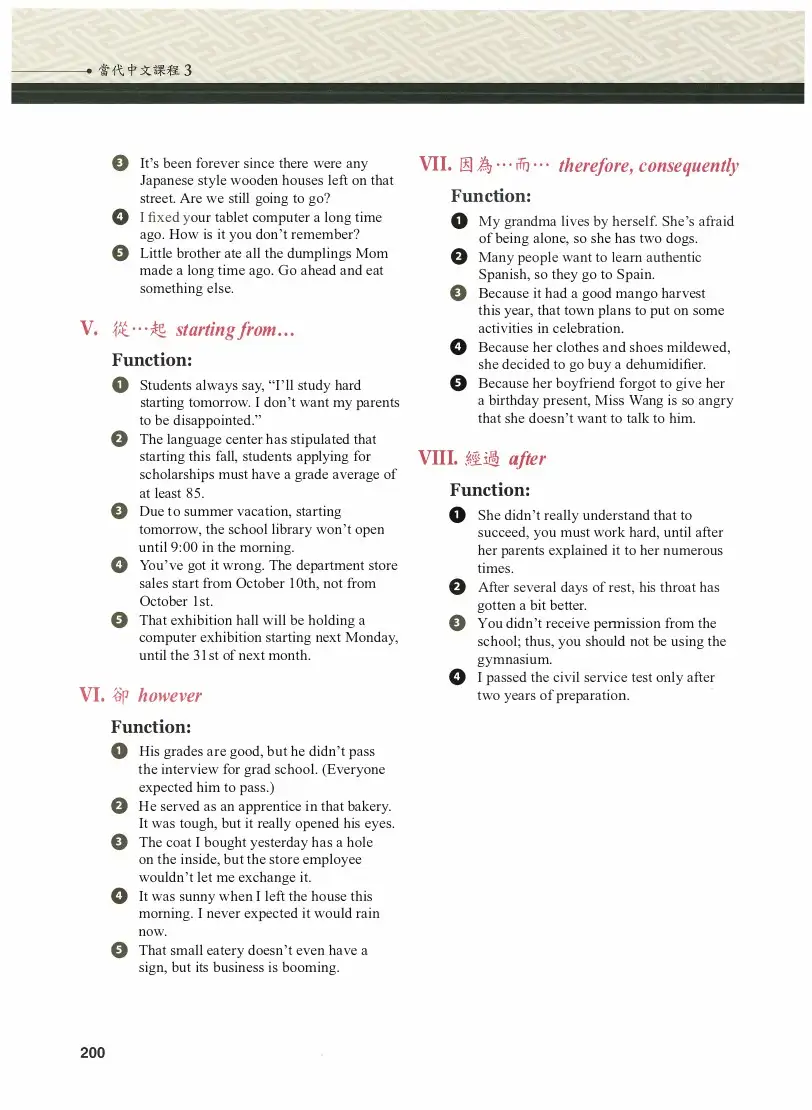 當代中文課程 3
3 It's been forever since there were any
Japanese style wooden houses left on that
street. Are we still going to go?
4 I fixed your tablet computer a long time
ago. How is it you don't remember?
5 Little brother ate all the dumplings Mom
made a long time ago. Go ahead and eat
something else.
V. 從…起 starting from…
Function:
1 Students always say, “I'll study hard
starting tomorrow. I don't want my parents
to be disappointed.”
2 The language center has stipulated that
starting this fall, students applying for
scholarships must have a grade average of
at least 85.
3 Due to summer vacation, starting
tomorrow, the school library won't open
until 9:00 in the morning.
4 You've got it wrong. The department store
sales start from October 10th, not from
October 1st.
5 That exhibition hall will be holding a
computer exhibition starting next Monday,
until the 31st of next month.
VI. 卻 however
Function:
1 His grades are good, but he didn't pass
the interview for grad school. (Everyone
expected him to pass.)
2 He served as an apprentice in that bakery.
It was tough, but it really opened his eyes.
3 The coat I bought yesterday has a hole
on the inside, but the store employee
wouldn't let me exchange it.
4 It was sunny when I left the house this
morning. I never expected it would rain
now.
5 That small eatery doesn't even have a
sign, but its business is booming.
VII. 因為…而… therefore, consequently
Function:
1 My grandma lives by herself. She's afraid
of being alone, so she has two dogs.
2 Many people want to learn authentic
Spanish, so they go to Spain.
3 Because it had a good mango harvest
this year, that town plans to put on some
activities in celebration.
4 Because her clothes and shoes mildewed,
she decided to go buy a dehumidifier.
5 Because her boyfriend forgot to give her
a birthday present, Miss Wang is so angry
that she doesn't want to talk to him.
VIII. 經過 after
Function:
1 She didn't really understand that to
succeed, you must work hard, until after
her parents explained it to her numerous
times.
2 After several days of rest, his throat has
gotten a bit better.
3 You didn't receive permission from the
school; thus, you should not be using the
gymnasium.
4 I passed the civil service test only after
two years of preparation.
200